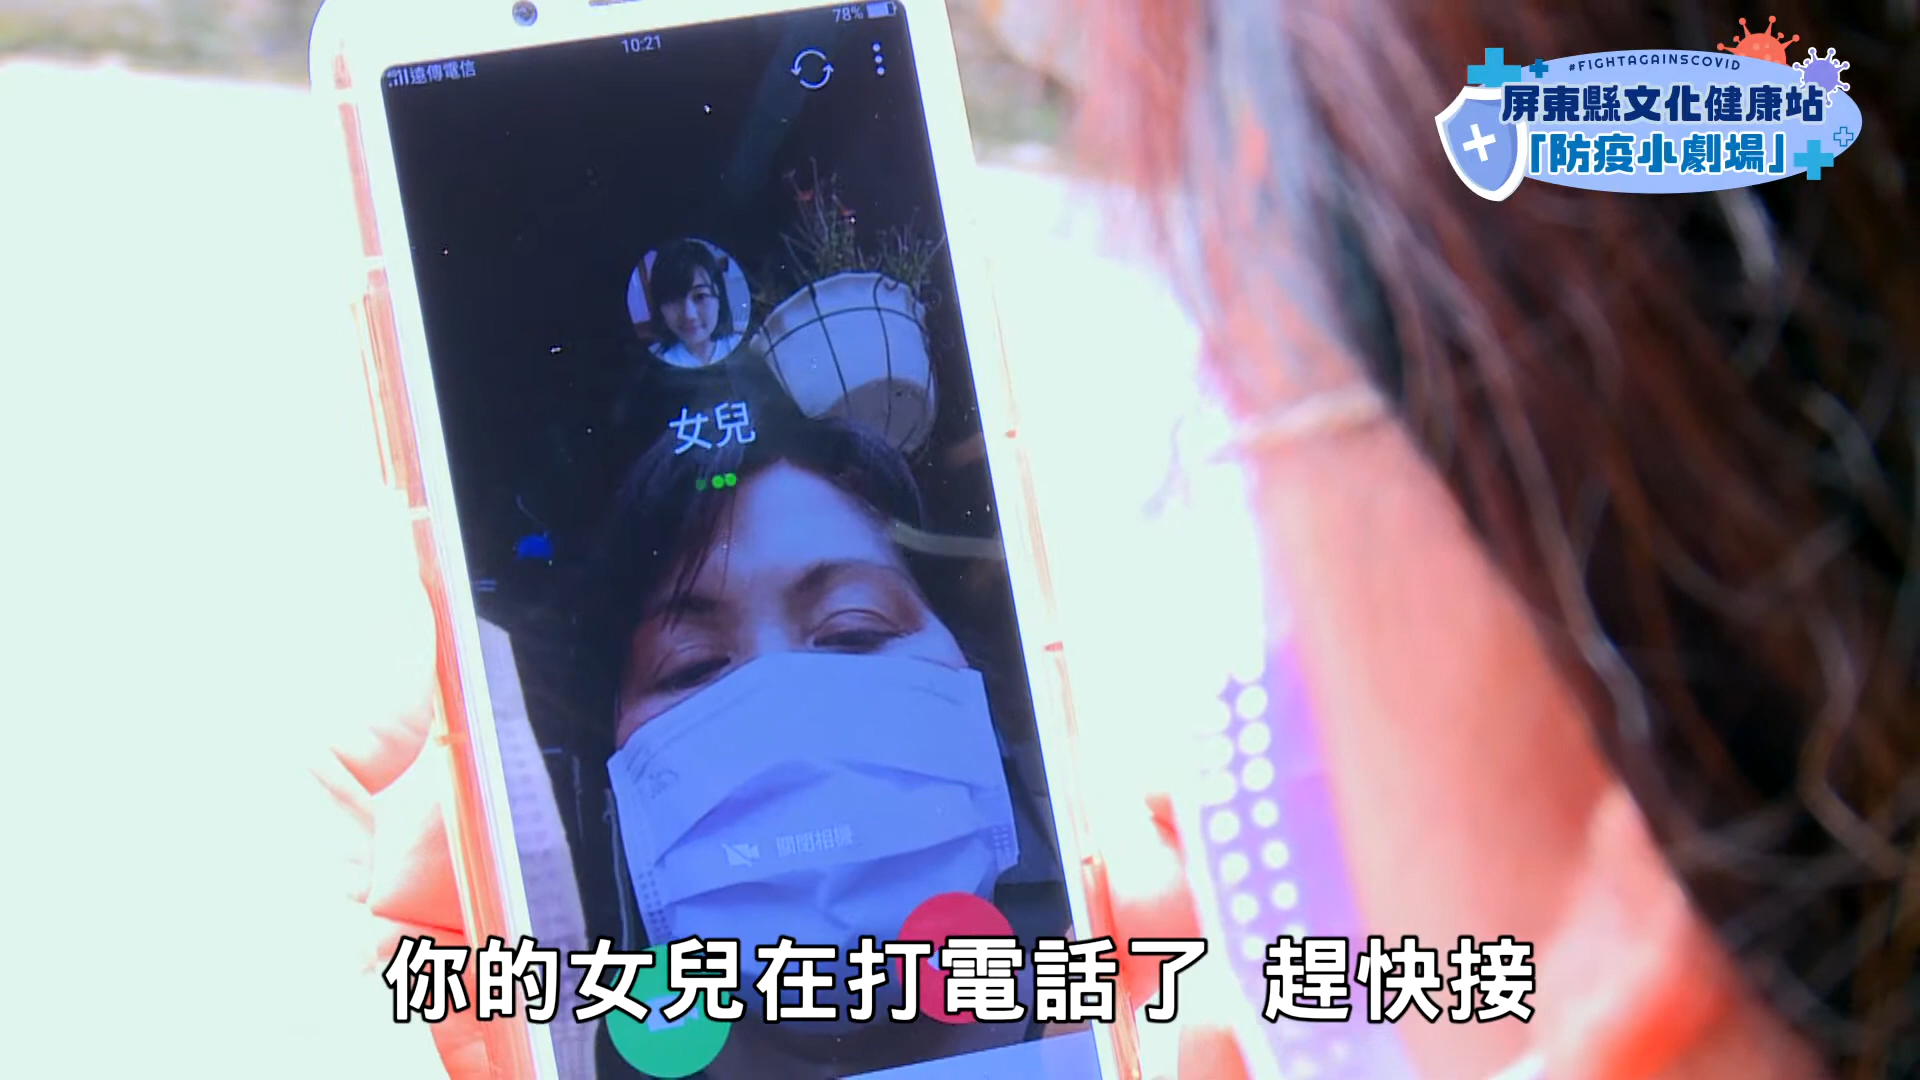 78%
10:21
遠傳電信
#FIGHTAGAINSCOVID
屏東縣文化健康站
「防疫小劇場」
女兒
關閉相機
你的女兒在打電話了 趕快接